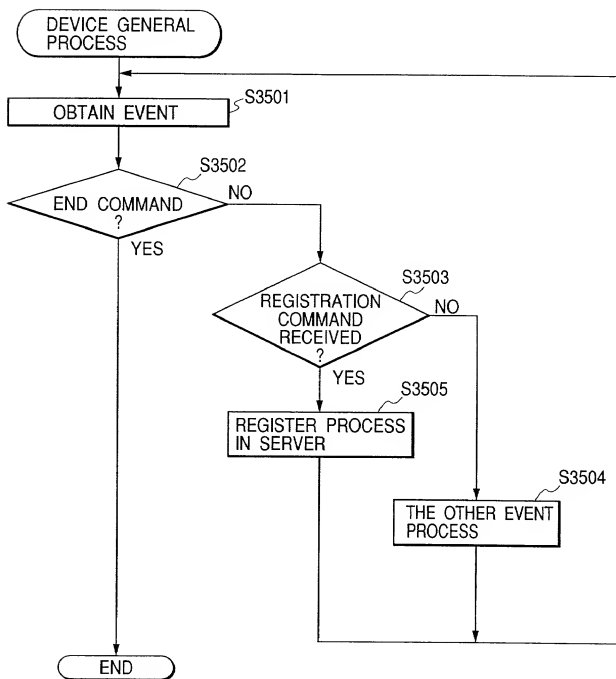 DEVICE GENERAL
PROCESS
OBTAIN EVENT
S3501
S3502
END COMMAND
?
NO
YES
S3503
REGISTRATION
COMMAND
RECEIVED
?
NO
YES
S3505
REGISTER PROCESS
IN SERVER
S3504
THE OTHER EVENT
PROCESS
END